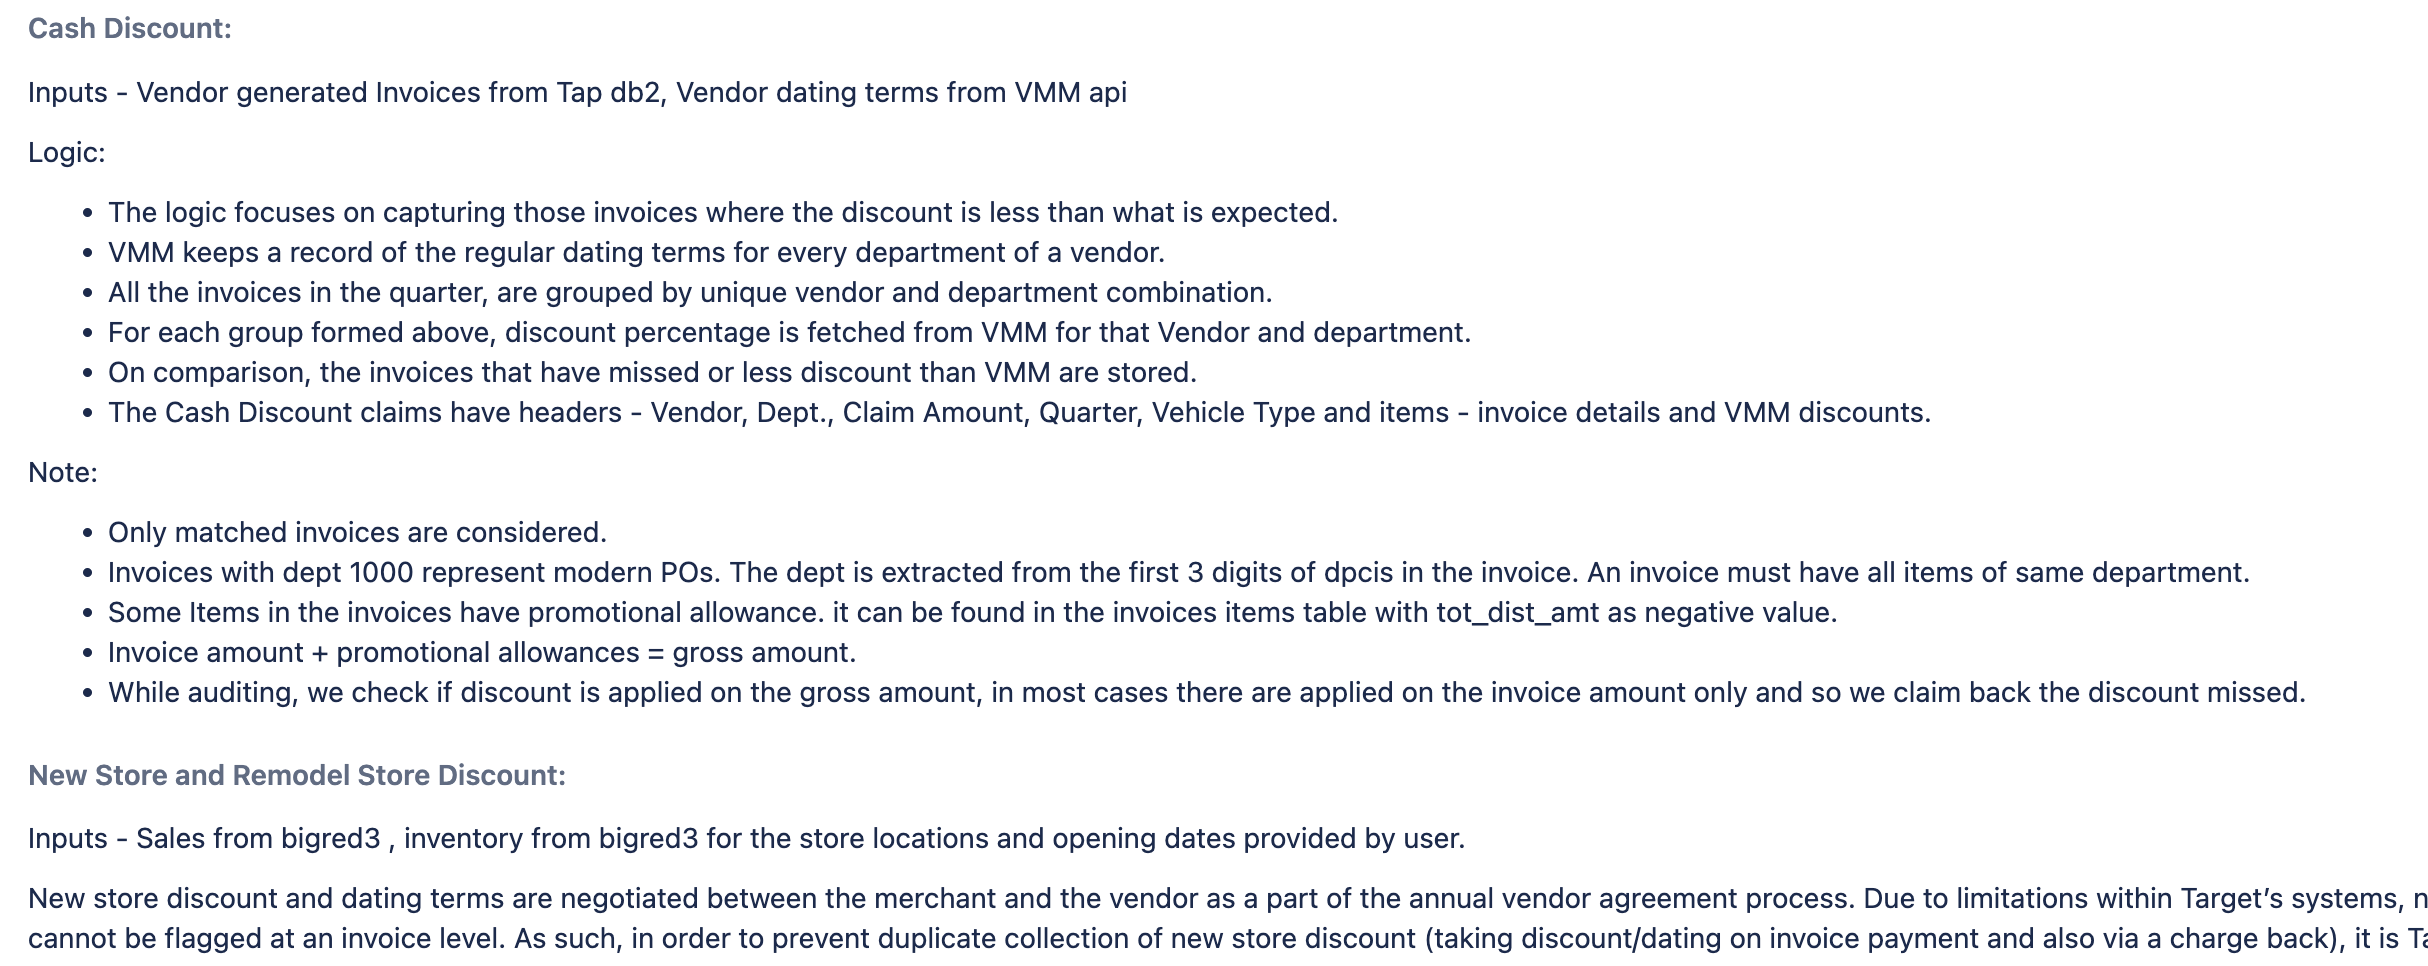 Cash Discount:
Inputs - Vendor generated Invoices from Tap db2, Vendor dating terms from VMM api
Logic:
• The logic focuses on capturing those invoices where the discount is less than what is expected.
• VMM keeps a record of the regular dating terms for every department of a vendor.
• All the invoices in the quarter, are grouped by unique vendor and department combination.
• For each group formed above, discount percentage is fetched from VMM for that Vendor and department.
• On comparison, the invoices that have missed or less discount than VMM are stored.
• The Cash Discount claims have headers - Vendor, Dept., Claim Amount, Quarter, Vehicle Type and items - invoice details and VMM discounts.
Note:
• Only matched invoices are considered.
• Invoices with dept 1000 represent modern POs. The dept is extracted from the first 3 digits of dpcis in the invoice. An invoice must have all items of same department.
• Some Items in the invoices have promotional allowance. it can be found in the invoices items table with tot_dist_amt as negative value.
• Invoice amount + promotional allowances = gross amount.
• While auditing, we check if discount is applied on the gross amount, in most cases there are applied on the invoice amount only and so we claim back the discount missed.
New Store and Remodel Store Discount:
Inputs - Sales from bigred3 , inventory from bigred3 for the store locations and opening dates provided by user.
New store discount and dating terms are negotiated between the merchant and the vendor as a part of the annual vendor agreement process. Due to limitations within Target's systems,
cannot be flagged at an invoice level. As such, in order to prevent duplicate collection of new store discount (taking discount/dating on invoice payment and also via a charge back), it is